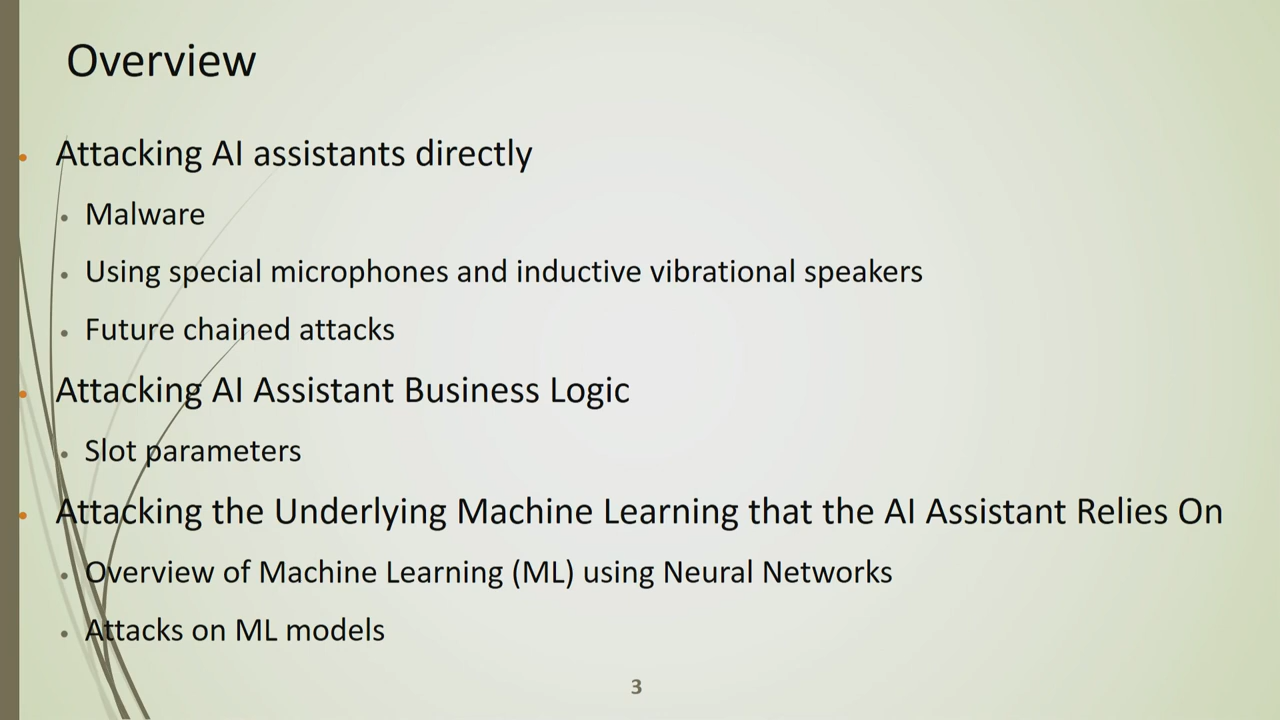 Overview
Attacking AI assistants directly
Malware
Using special microphones and inductive vibrational speakers
Future chained attacks
Attacking AI Assistant Business Logic
Slot parameters
Attacking the Underlying Machine Learning that the AI Assistant Relies On
Overview of Machine Learning (ML) using Neural Networks
Attacks on ML models
3